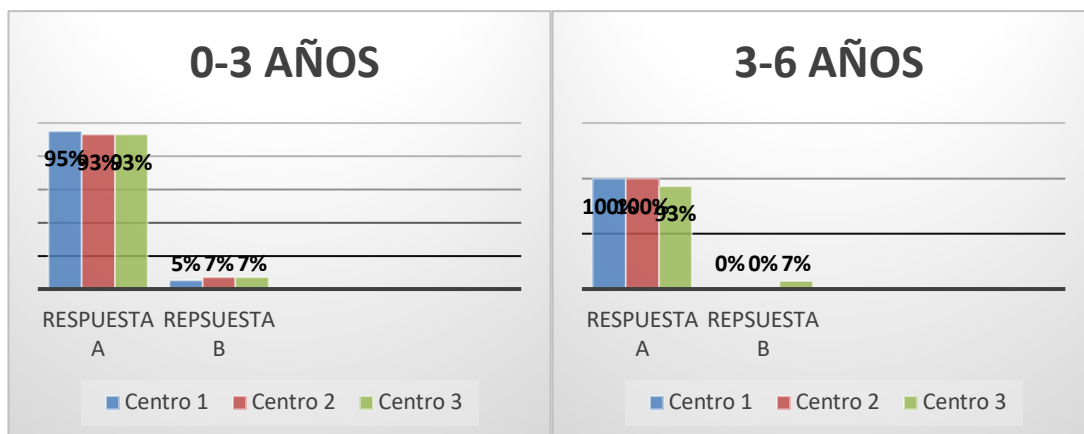 0-3 AÑOS
95% 93% 93%
5% 7% 7%
RESPUESTA REPSUESTA
A B
Centro 1 Centro 2 Centro 3
3-6 AÑOS
100% 100% 93%
0% 0% 7%
RESPUESTA REPSUESTA
A B
Centro 1 Centro 2 Centro 3